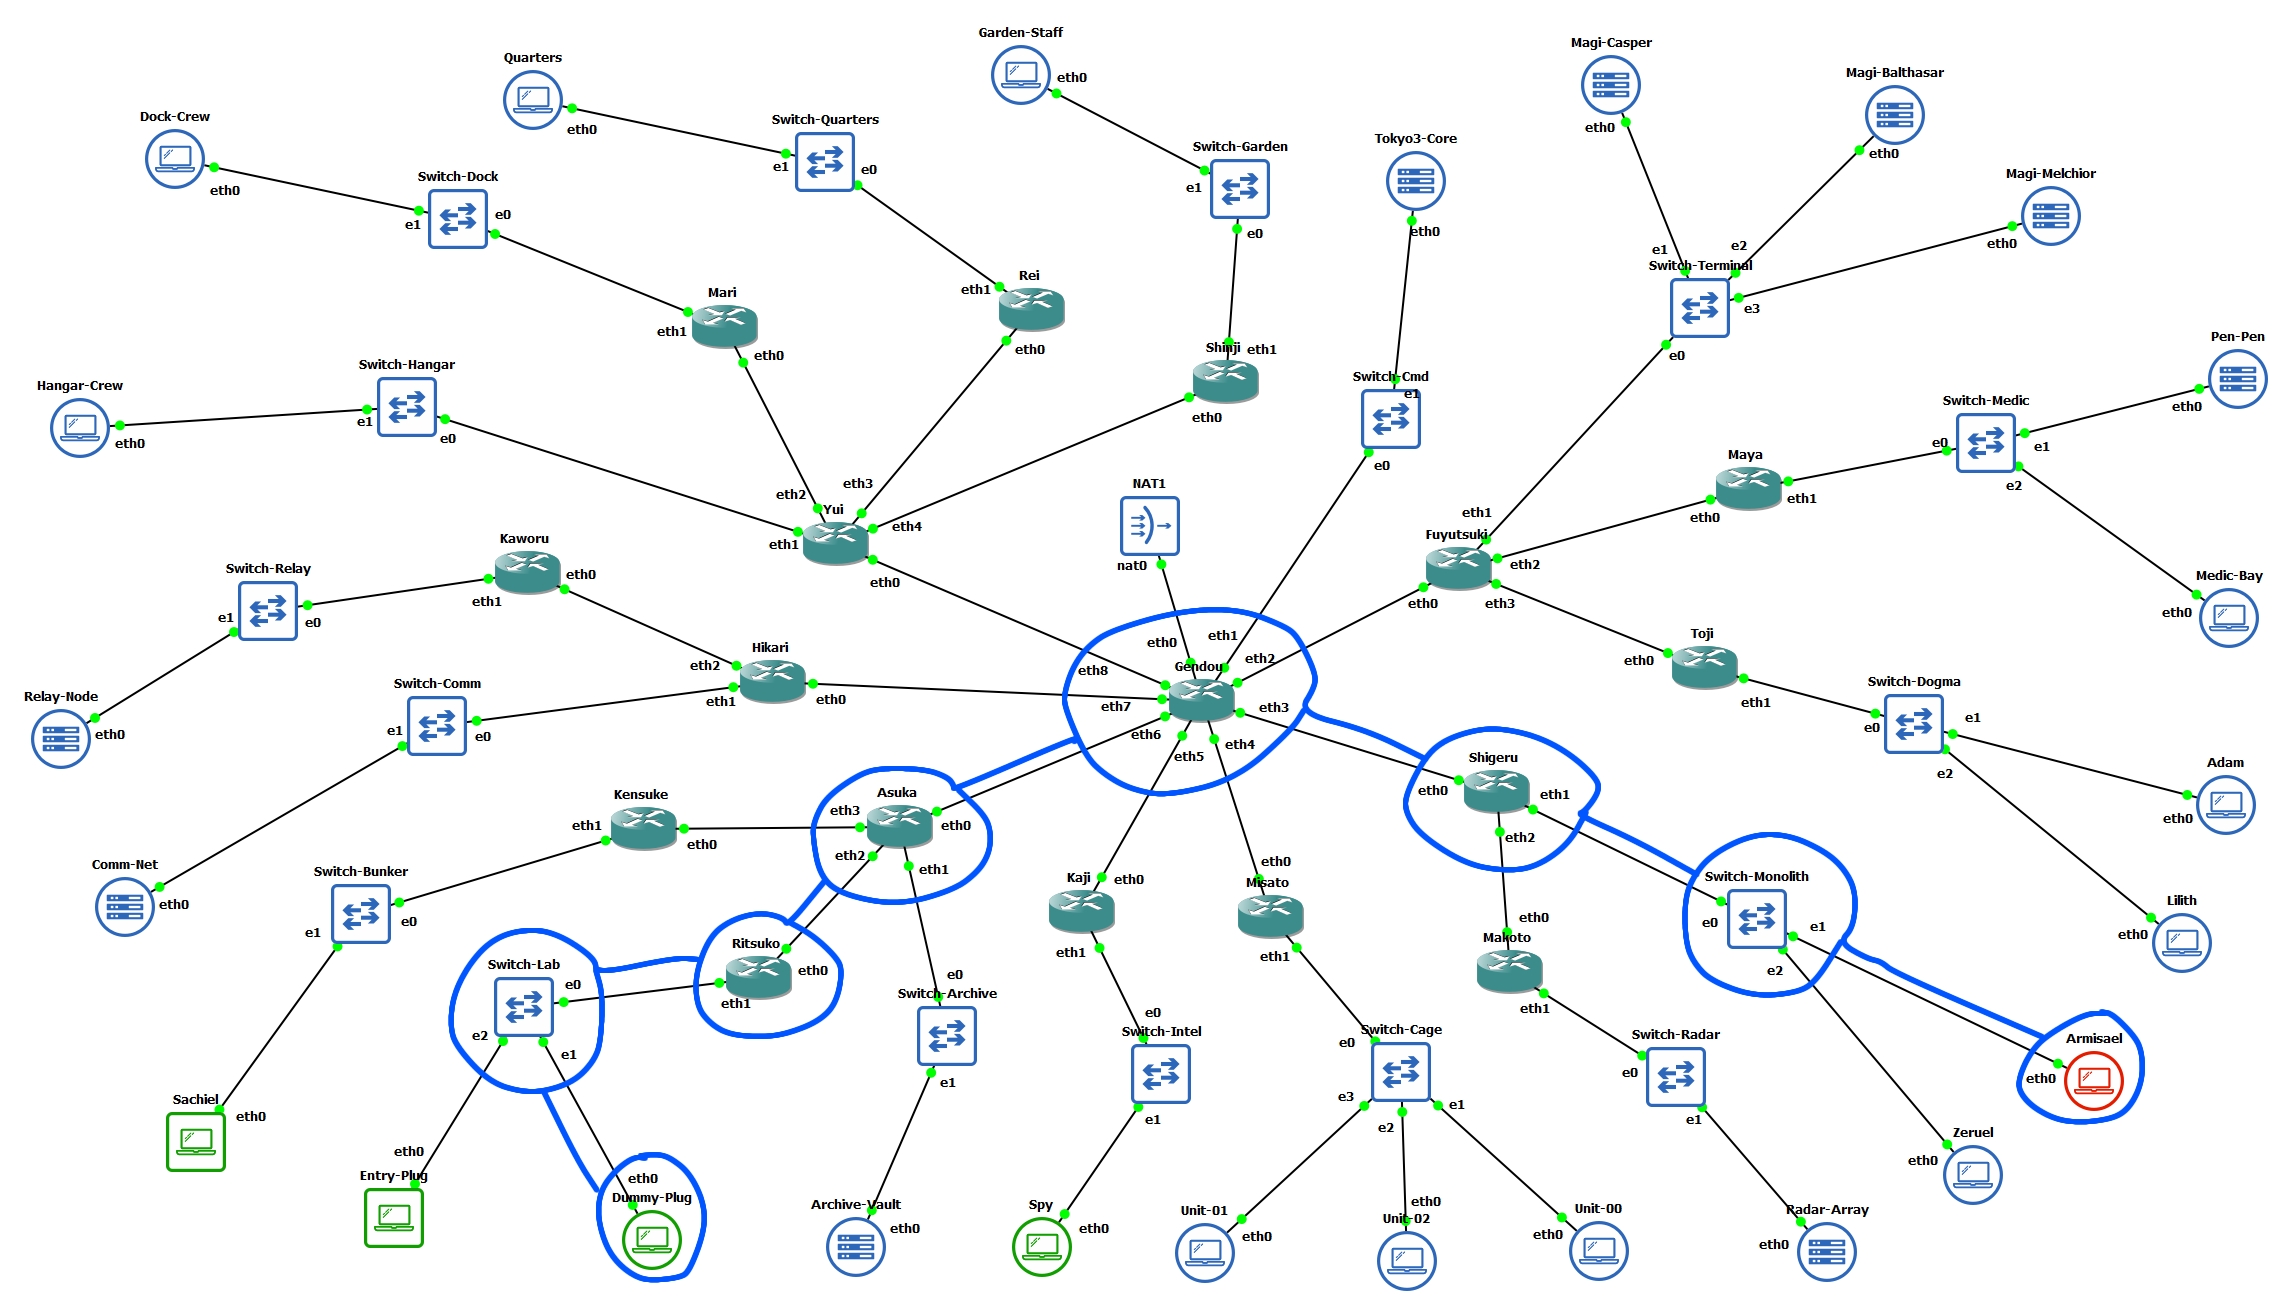 Garden-Staff
eth0
Quarters
eth0
Magi-Casper
eth0
Magi-Balthasar
eth0
Dock-Crew
eth0
Switch-Quarters
e1
e0
Switch-Garden
e1
e0
Tokyo3-Core
eth0
Magi-Melchior
eth0
Switch-Dock
e1
e0
e1
e2
Switch-Terminal
e3
e0
Mari
eth1
eth0
Rei
eth1
eth0
Shinji
eth1
eth0
Switch-Cmd
e1
e0
Pen-Pen
eth0
Hangar-Crew
eth0
Switch-Hangar
e1
e0
Switch-Medic
e0
e1
e2
Maya
eth1
eth0
NAT1
nat0
eth2
eth3
Yui
eth4
eth1
eth0
eth1
Fuyutsuki
eth2
eth0
eth3
Kaworu
eth0
eth1
Switch-Relay
e1
e0
Medic-Bay
eth0
Hikari
eth2
eth1
eth0
eth0
eth1
eth8
Gendou
eth2
eth7
eth3
eth6
eth4
eth5
Toji
eth0
eth1
Relay-Node
eth0
Switch-Comm
e1
e0
Switch-Dogma
e0
e1
e2
Shigeru
eth0
eth1
eth2
Adam
eth0
Kensuke
eth1
eth0
Asuka
eth3
eth0
eth2
eth1
Comm-Net
eth0
Switch-Bunker
e1
e0
Kaji
eth0
eth1
eth0
Misato
eth1
Switch-Monolith
e0
e1
e2
Lilith
eth0
eth0
Makoto
eth1
Switch-Lab
e0
e2
e1
Ritsuko
eth0
eth1
e0
Switch-Archive
e1
e0
Switch-Intel
e1
Switch-Cage
e0
e3
e2
e1
Switch-Radar
e0
e1
Armisael
eth0
Sachiel
eth0
eth0
Entry-Plug
eth0
Dummy-Plug
Archive-Vault
eth0
Spy
eth0
Unit-01
eth0
eth0
Unit-02
Unit-00
eth0
Zeruel
eth0
Radar-Array
eth0